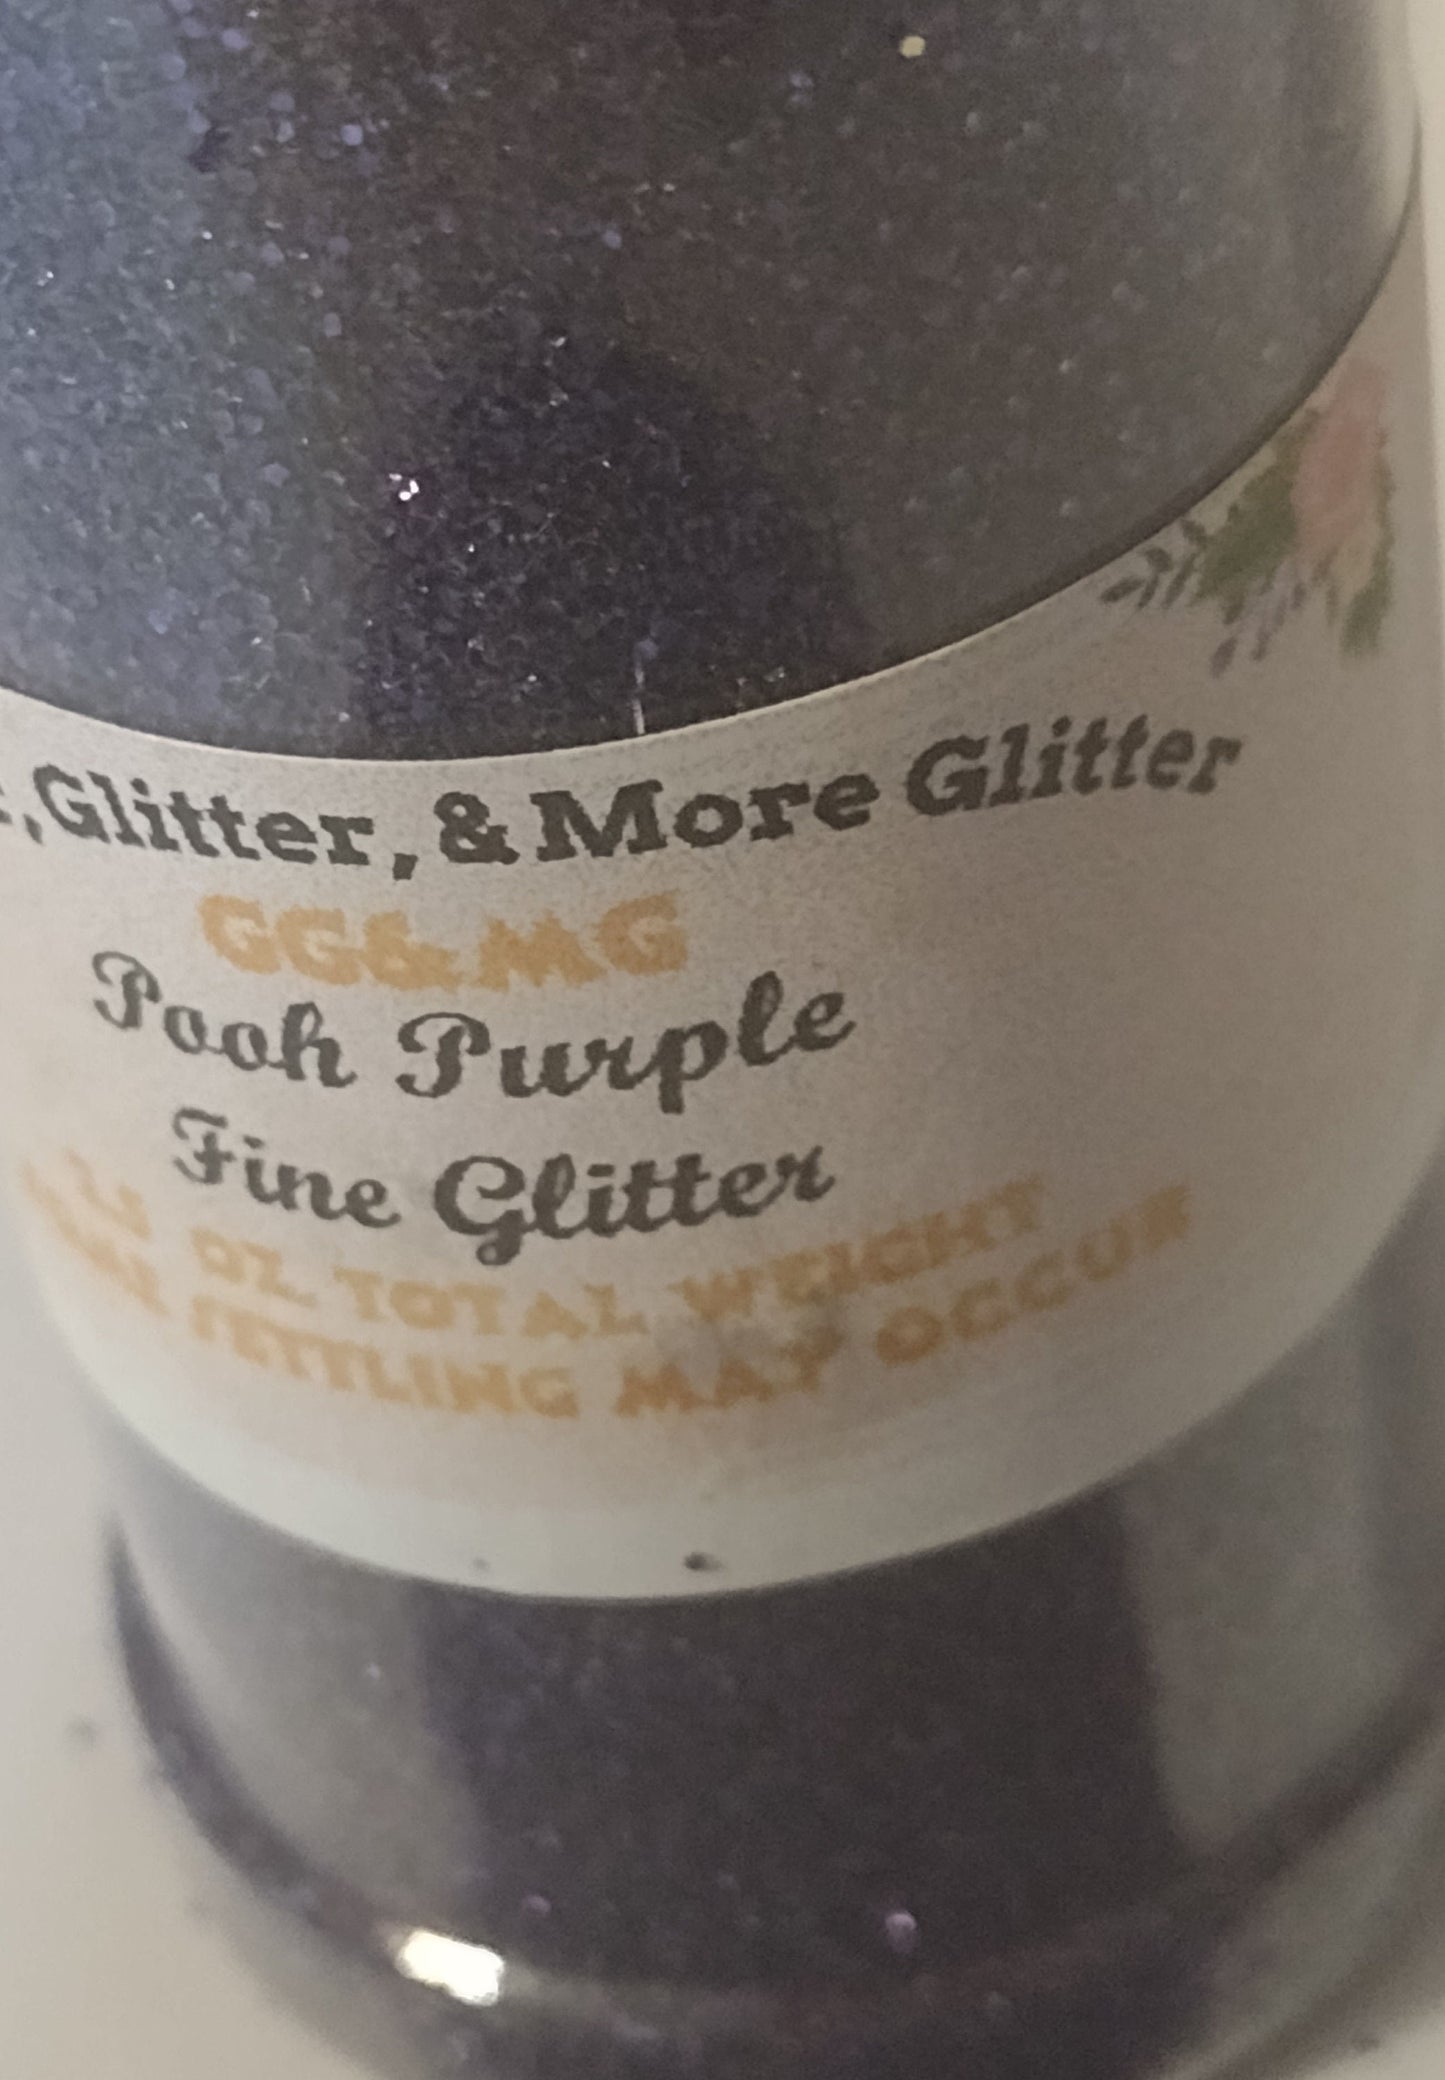 ,Glitter, & More Glitter
GG&MG
Pooh Purple
Fine Glitter
OZ TOTAL WEIGHT
SETTLING MAY OCCUR